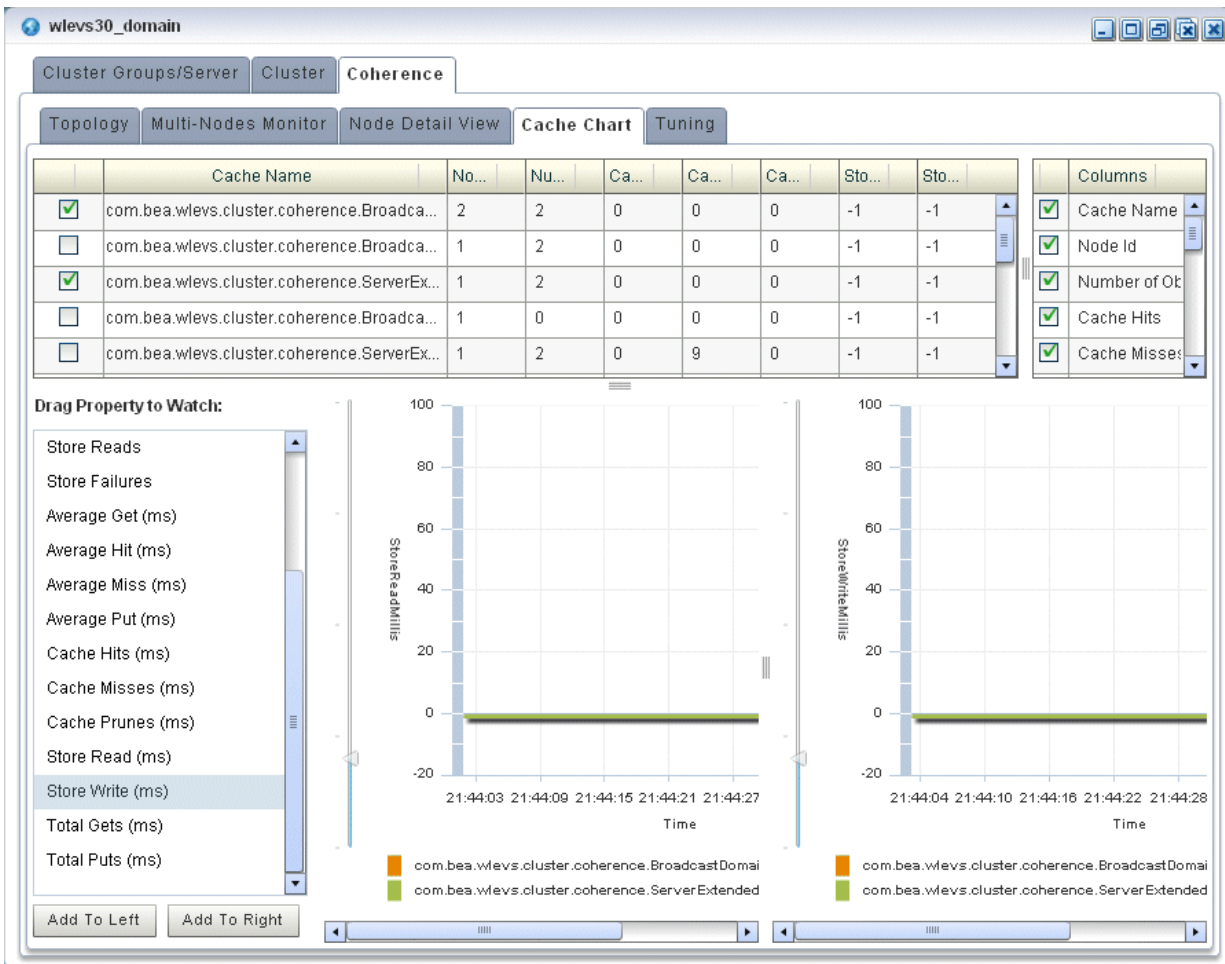 wlevs30_domain
Cluster Groups/Server Cluster Coherence
Topology Multi-Nodes Monitor Node Detail View Cache Chart Tuning
Cache Name No... Nu... Ca... Ca... Ca... Sto... Sto... Columns
com.bea.wlevs.cluster.coherence.Broadca... 2 2 0 0 0 -1 -1 Cache Name
com.bea.wlevs.cluster.coherence.Broadca... 1 2 0 0 0 -1 -1 Node Id
com.bea.wlevs.cluster.coherence.ServerEx... 1 2 0 0 0 -1 -1 Number of Ob
com.bea.wlevs.cluster.coherence.Broadca... 1 0 0 0 0 -1 -1 Cache Hits
com.bea.wlevs.cluster.coherence.ServerEx... 1 2 0 9 0 -1 -1 Cache Misses
Drag Property to Watch:
Store Reads
Store Failures
Average Get (ms)
Average Hit (ms)
Average Miss (ms)
Average Put (ms)
Cache Hits (ms)
Cache Misses (ms)
Cache Prunes (ms)
Store Read (ms)
Store Write (ms)
Total Gets (ms)
Total Puts (ms)
Add To Left Add To Right
100
80
60
40
20
0
-20
StoreReadMillis
21:44:03 21:44:09 21:44:15 21:44:21 21:44:27
Time
com.bea.wlevs.cluster.coherence.BroadcastDomai
com.bea.wlevs.cluster.coherence.ServerExtended
100
80
60
40
20
0
-20
StoreWriteMillis
21:44:04 21:44:10 21:44:16 21:44:22 21:44:28
Time
com.bea.wlevs.cluster.coherence.BroadcastDomai
com.bea.wlevs.cluster.coherence.ServerExtended